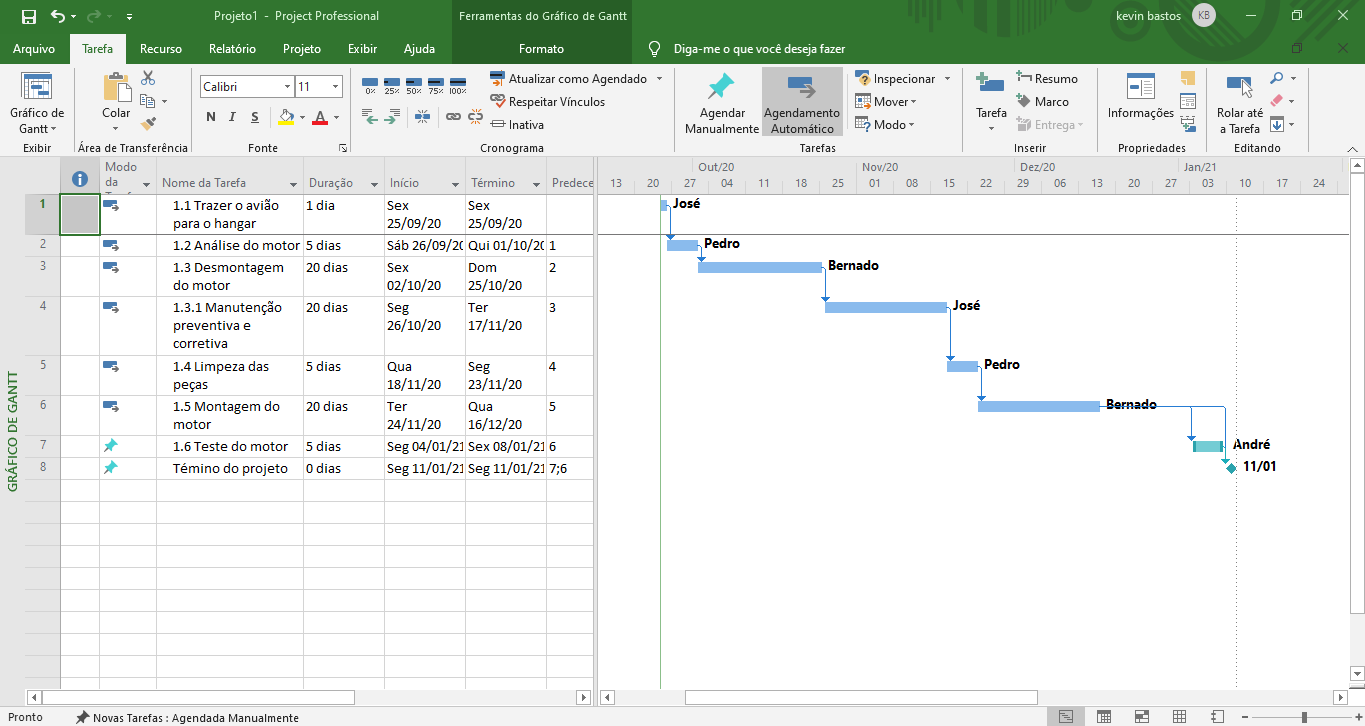 Projeto1 - Project Professional
Ferramentas do Gráfico de Gantt
kevin bastos KB
Arquivo Tarefa Recurso Relatório Projeto Exibir Ajuda Formato Diga-me o que você deseja fazer
Gráfico de Gantt
Exibir
Colar
Área de Transferência
Calibri 11
N I S A
Fonte
0% 25% 50% 75% 100%
Atualizar como Agendado
Respeitar Vínculos
Inativa
Cronograma
Agendar Manualmente
Agendamento Automático
Inspecionar
Mover
Modo
Tarefas
Tarefa
Resumo
Marco
Entrega
Inserir
Informações
Propriedades
Rolar até a Tarefa
Editando
Modo da Tarefa Nome da Tarefa Duração Início Término Predece
Out/20 Nov/20 Dez/20 Jan/21
13 20 27 04 11 18 25 01 08 15 22 29 06 13 20 27 03 10 17 24
1 1.1 Trazer o avião para o hangar 1 dia Sex 25/09/20 Sex 25/09/20
José
2 1.2 Análise do motor 5 dias Sáb 26/09/20 Qui 01/10/20 1
Pedro
3 1.3 Desmontagem do motor 20 dias Sex 02/10/20 Dom 25/10/20 2
Bernado
4 1.3.1 Manutenção preventiva e corretiva 20 dias Seg 26/10/20 Ter 17/11/20 3
José
5 1.4 Limpeza das peças 5 dias Qua 18/11/20 Seg 23/11/20 4
Pedro
6 1.5 Montagem do motor 20 dias Ter 24/11/20 Qua 16/12/20 5
Bernado
7 1.6 Teste do motor 5 dias Seg 04/01/21 Sex 08/01/21 6
André
8 Témino do projeto 0 dias Seg 11/01/21 Seg 11/01/21 7;6
11/01
GRÁFICO DE GANTT
Pronto Novas Tarefas : Agendada Manualmente